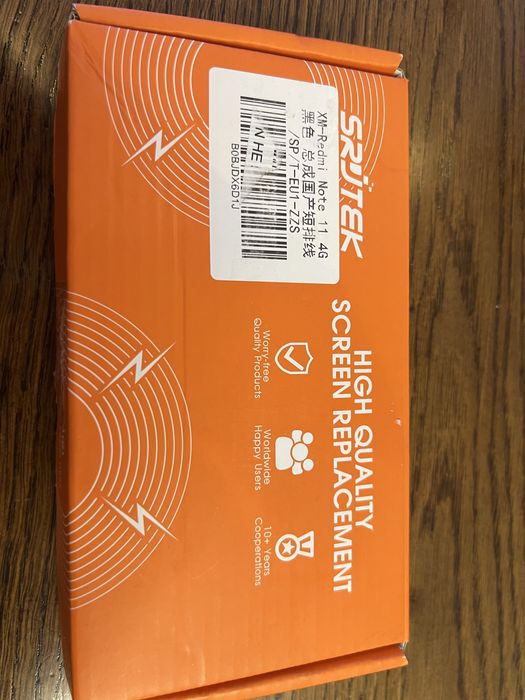 SRJTEK
XM-Redmi Note 11 4G
黑色 总成国产短排线
/SP/T-EU1-ZZS
N HE
B0BJDX6D1J
HIGH QUALITY
SCREEN REPLACEMENT
Worry-free
Quality Products
Worldwide
Happy Users
10+ Years
Cooperations